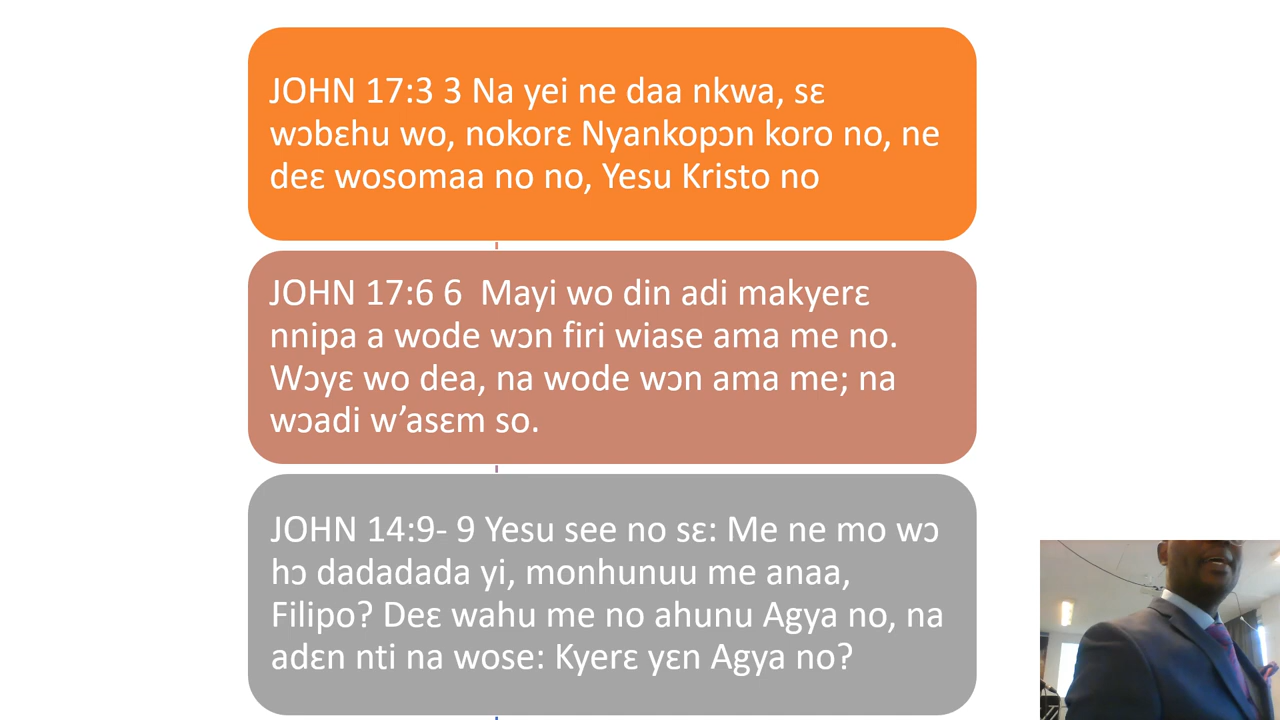 JOHN 17:3 3 Na yei ne daa nkwa, sɛ
wɔbɛhu wo, nokorɛ Nyankopɔn koro no, ne
deɛ wosomaa no no, Yesu Kristo no
JOHN 17:6 6  Mayi wo din adi makyerɛ
nnipa a wode wɔn firi wiase ama me no.
Wɔyɛ wo dea, na wode wɔn ama me; na
wɔadi w’asɛm so.
JOHN 14:9- 9 Yesu see no sɛ: Me ne mo wɔ
hɔ dadadada yi, monhunuu me anaa,
Filipo? Deɛ wahu me no ahunu Agya no, na
adɛn nti na wose: Kyerɛ yɛn Agya no?